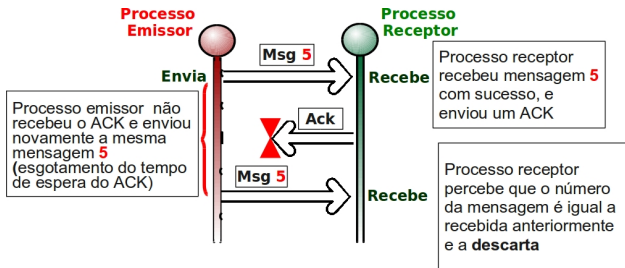 Processo
Emissor
Processo
Receptor
Msg 5
Envia
Recebe
Processo receptor
recebeu mensagem 5
com sucesso, e
enviou um ACK
Processo emissor não
recebeu o ACK e enviou
novamente a mesma
mensagem 5
(esgotamento do tempo
de espera do ACK)
Ack
Msg 5
Recebe
Processo receptor
percebe que o número
da mensagem é igual a
recebida anteriormente
e a descarta